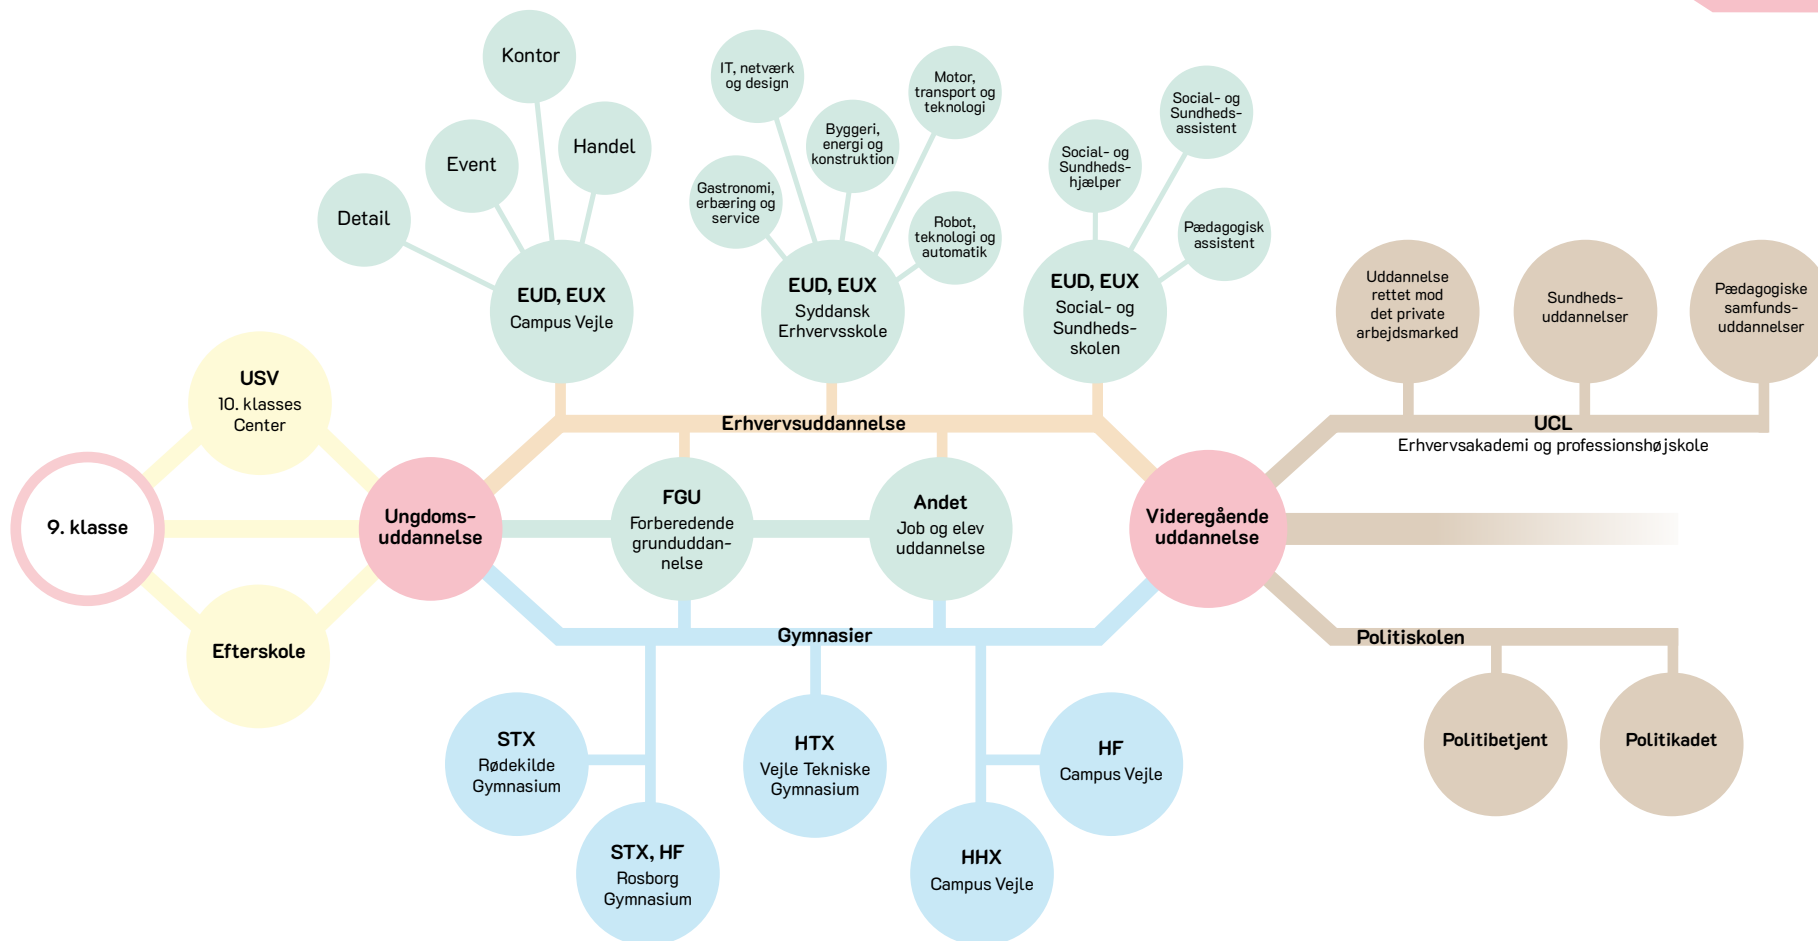 Kontor
Event
Handel
Detail
EUD, EUX
Campus Vejle
IT, netværk
og design
Motor,
transport og
teknologi
Byggeri,
energi og
konstruktion
Gastronomi,
erbæring og
service
Robot,
teknologi og
automatik
EUD, EUX
Syddansk
Erhvervsskole
Social- og
Sundheds-
assistent
Social- og
Sundheds-
hjælper
Pædagogisk
assistent
EUD, EUX
Social- og
Sundheds-
skolen
Uddannelse
rettet mod
det private
arbejdsmarked
Sundheds-
uddannelser
Pædagogiske
samfunds-
uddannelser
USV
10. klasses
Center
Erhvervsuddannelse
UCL
Erhvervsakademi og professionshøjskole
9. klasse
Ungdoms-
uddannelse
FGU
Forberedende
grunduddan-
nelse
Andet
Job og elev
uddannelse
Videregående
uddannelse
Efterskole
Gymnasier
Politiskolen
STX
Rødekilde
Gymnasium
HTX
Vejle Tekniske
Gymnasium
HF
Campus Vejle
Politibetjent
Politikadet
STX, HF
Rosborg
Gymnasium
HHX
Campus Vejle